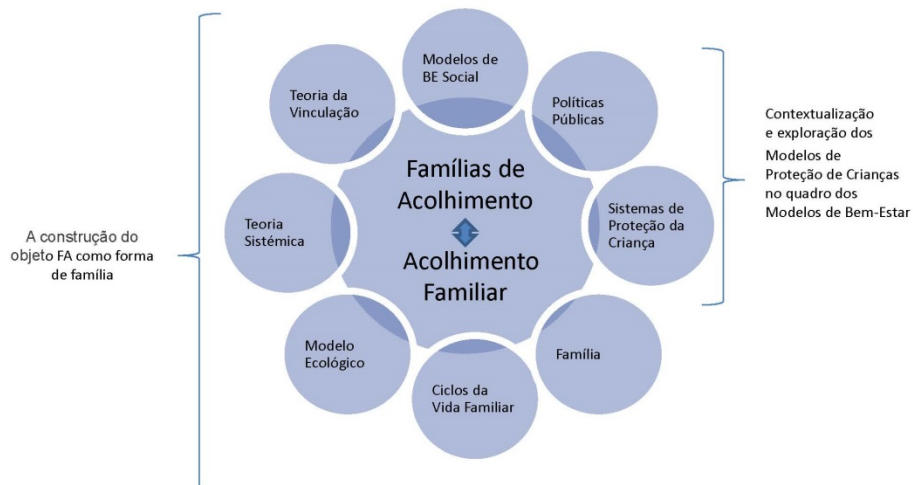 Modelos de
BE Social
Teoria da
Vinculação
Políticas
Públicas
Famílias de
Acolhimento
Acolhimento
Familiar
Teoria
Sistémica
Sistemas de
Proteção da
Criança
Modelo
Ecológico
Ciclos da
Vida Familiar
Família
A construção do
objeto FA como forma
de família
Contextualização
e exploração dos
Modelos de
Proteção de Crianças
no quadro dos
Modelos de Bem-Estar